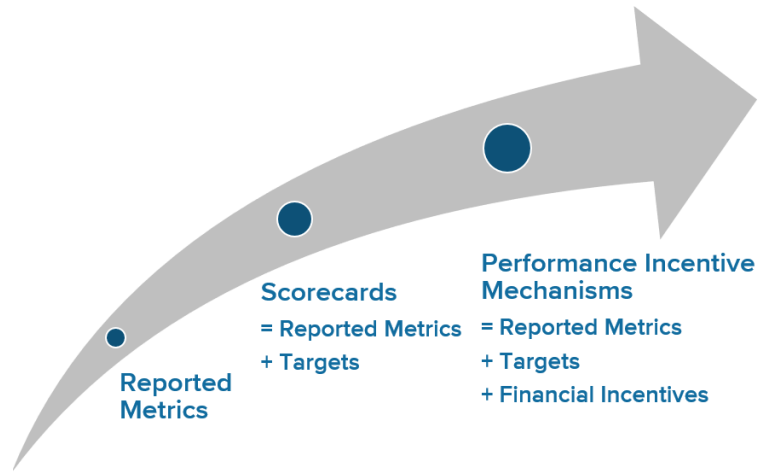 Reported
Metrics
Scorecards
= Reported Metrics
+ Targets
Performance Incentive
Mechanisms
= Reported Metrics
+ Targets
+ Financial Incentives